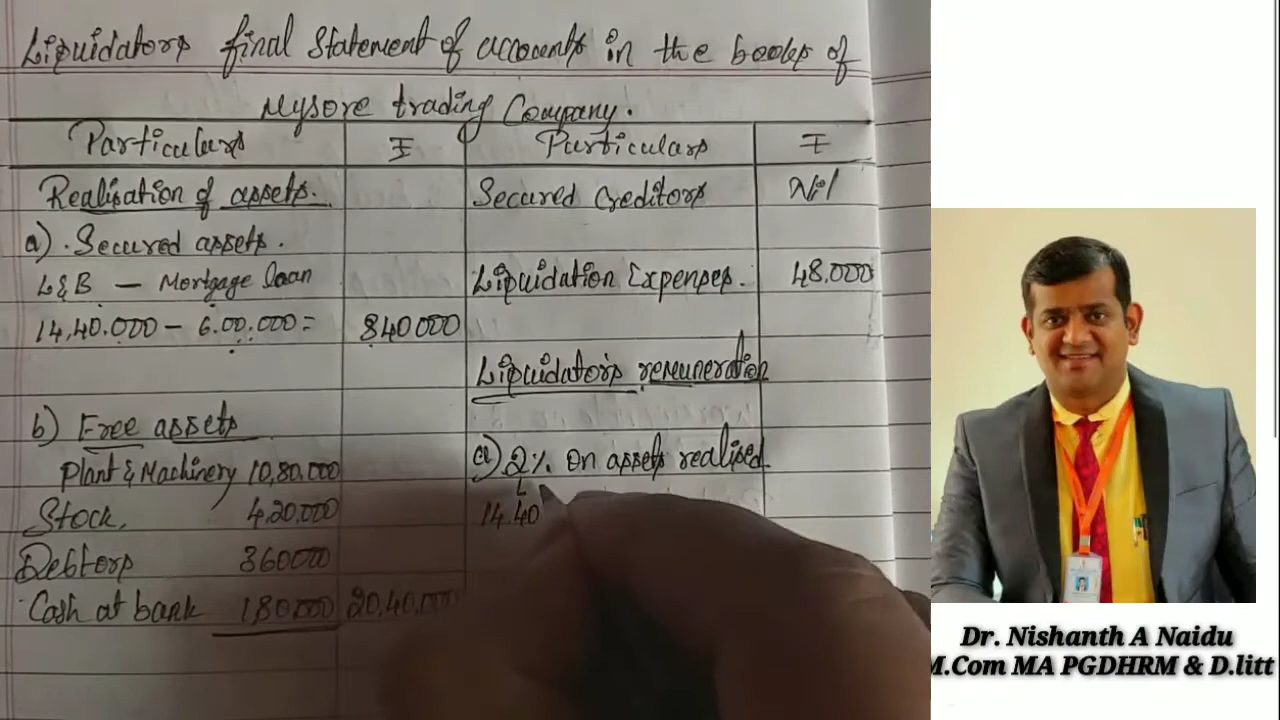 Liquidators final Statement of accounts in the books of
Mysore trading Company.
Particulars ₹ Particulars ₹
Realisation of assets. Secured Creditors Nil
a). Secured assets.
L&B — Mortgage loan Liquidation Expenses. 48,000
14,40,000 — 6,00,000 = 840000
Liquidator's remuneration
b) Free assets
Plant & Machinery 10,80,000 a) 2% On assets realised
Stock, 4,20,000 14,40
Debtors 360000
Cash at bank 180,000 20,40,000
Dr. Nishanth A Naidu
M.Com MA PGDHRM & D.litt